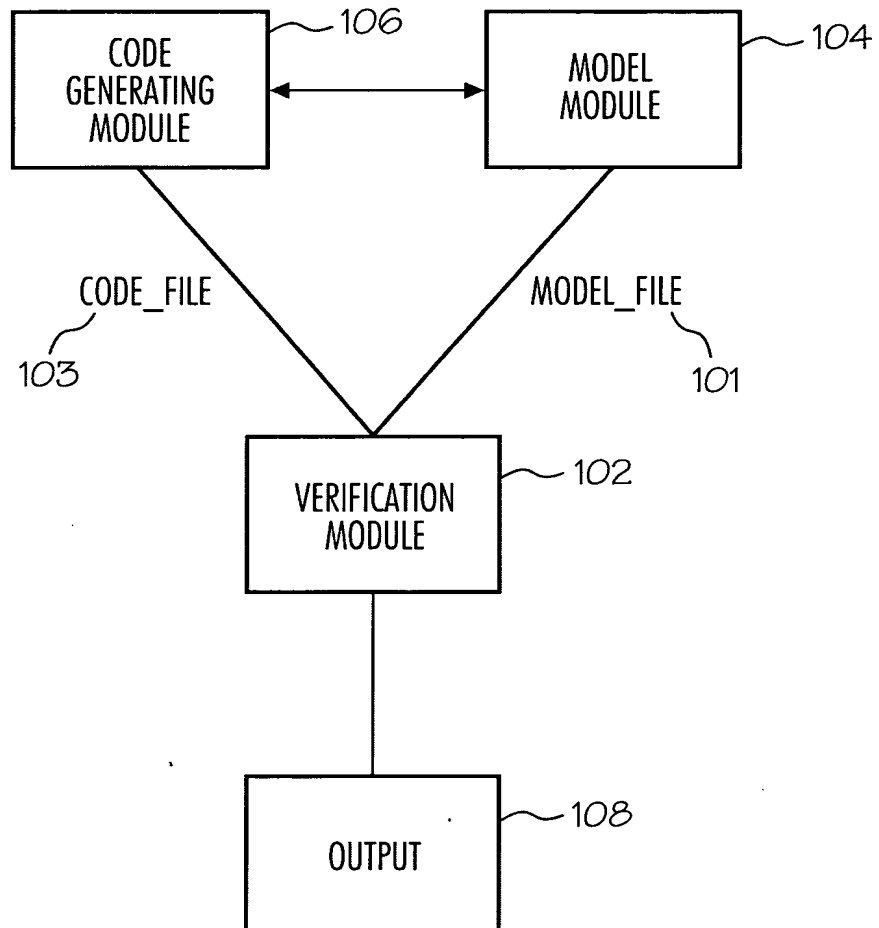 CODE
GENERATING
MODULE
106
MODEL
MODULE
104
CODE_FILE
103
MODEL_FILE
101
VERIFICATION
MODULE
102
OUTPUT
108